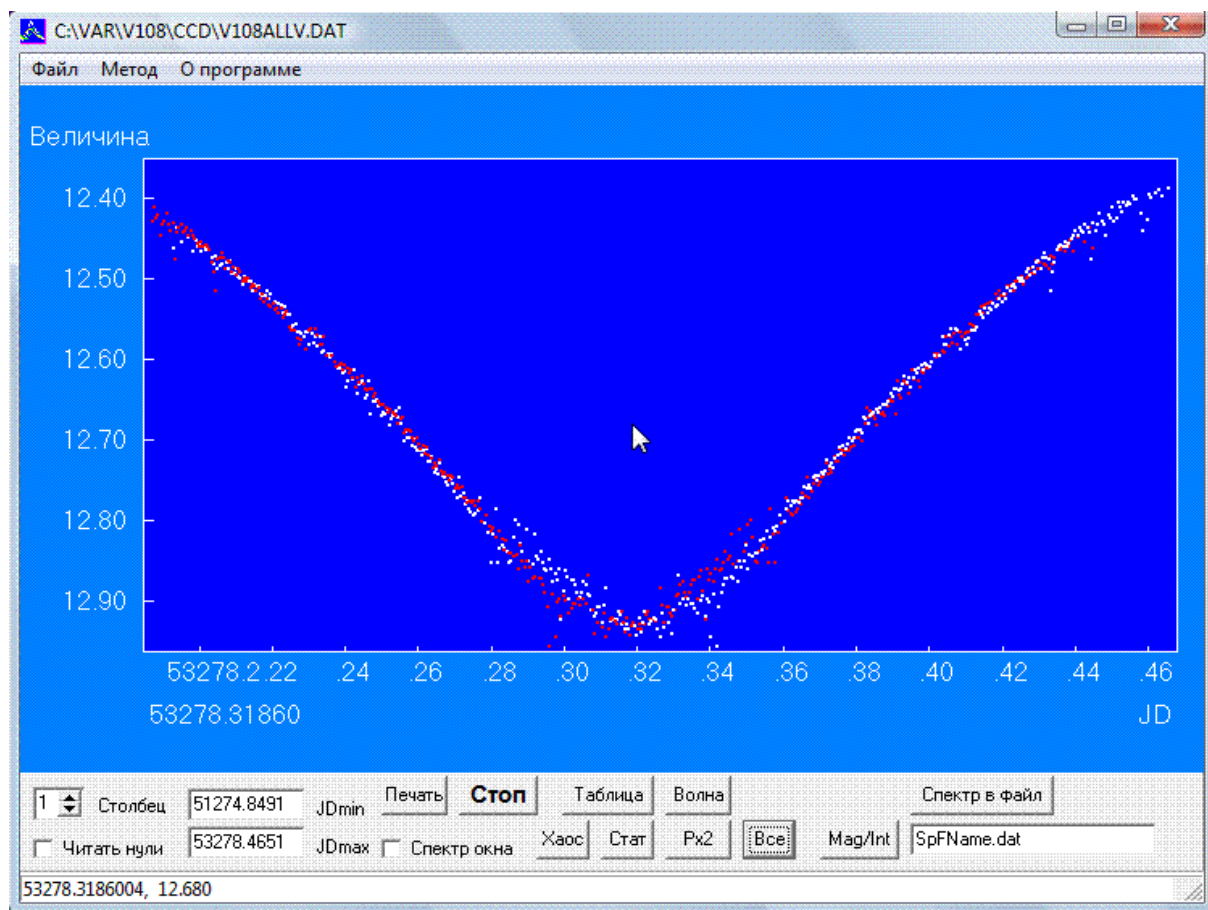 C:\VAR\V108\CCD\V108ALLV.DAT
Файл Метод О программе
Величина
12.40
12.50
12.60
12.70
12.80
12.90
53278.2 .22 .24 .26 .28 .30 .32 .34 .36 .38 .40 .42 .44 .46
53278.31860 JD
1 Столбец 51274.8491 JDmin Печать Стоп Таблица Волна Спектр в файл
Читать нули 53278.4651 JDmax Спектр окна Хаос Стат Px2 Все Mag/Int SpFName.dat
53278.3186004, 12.680